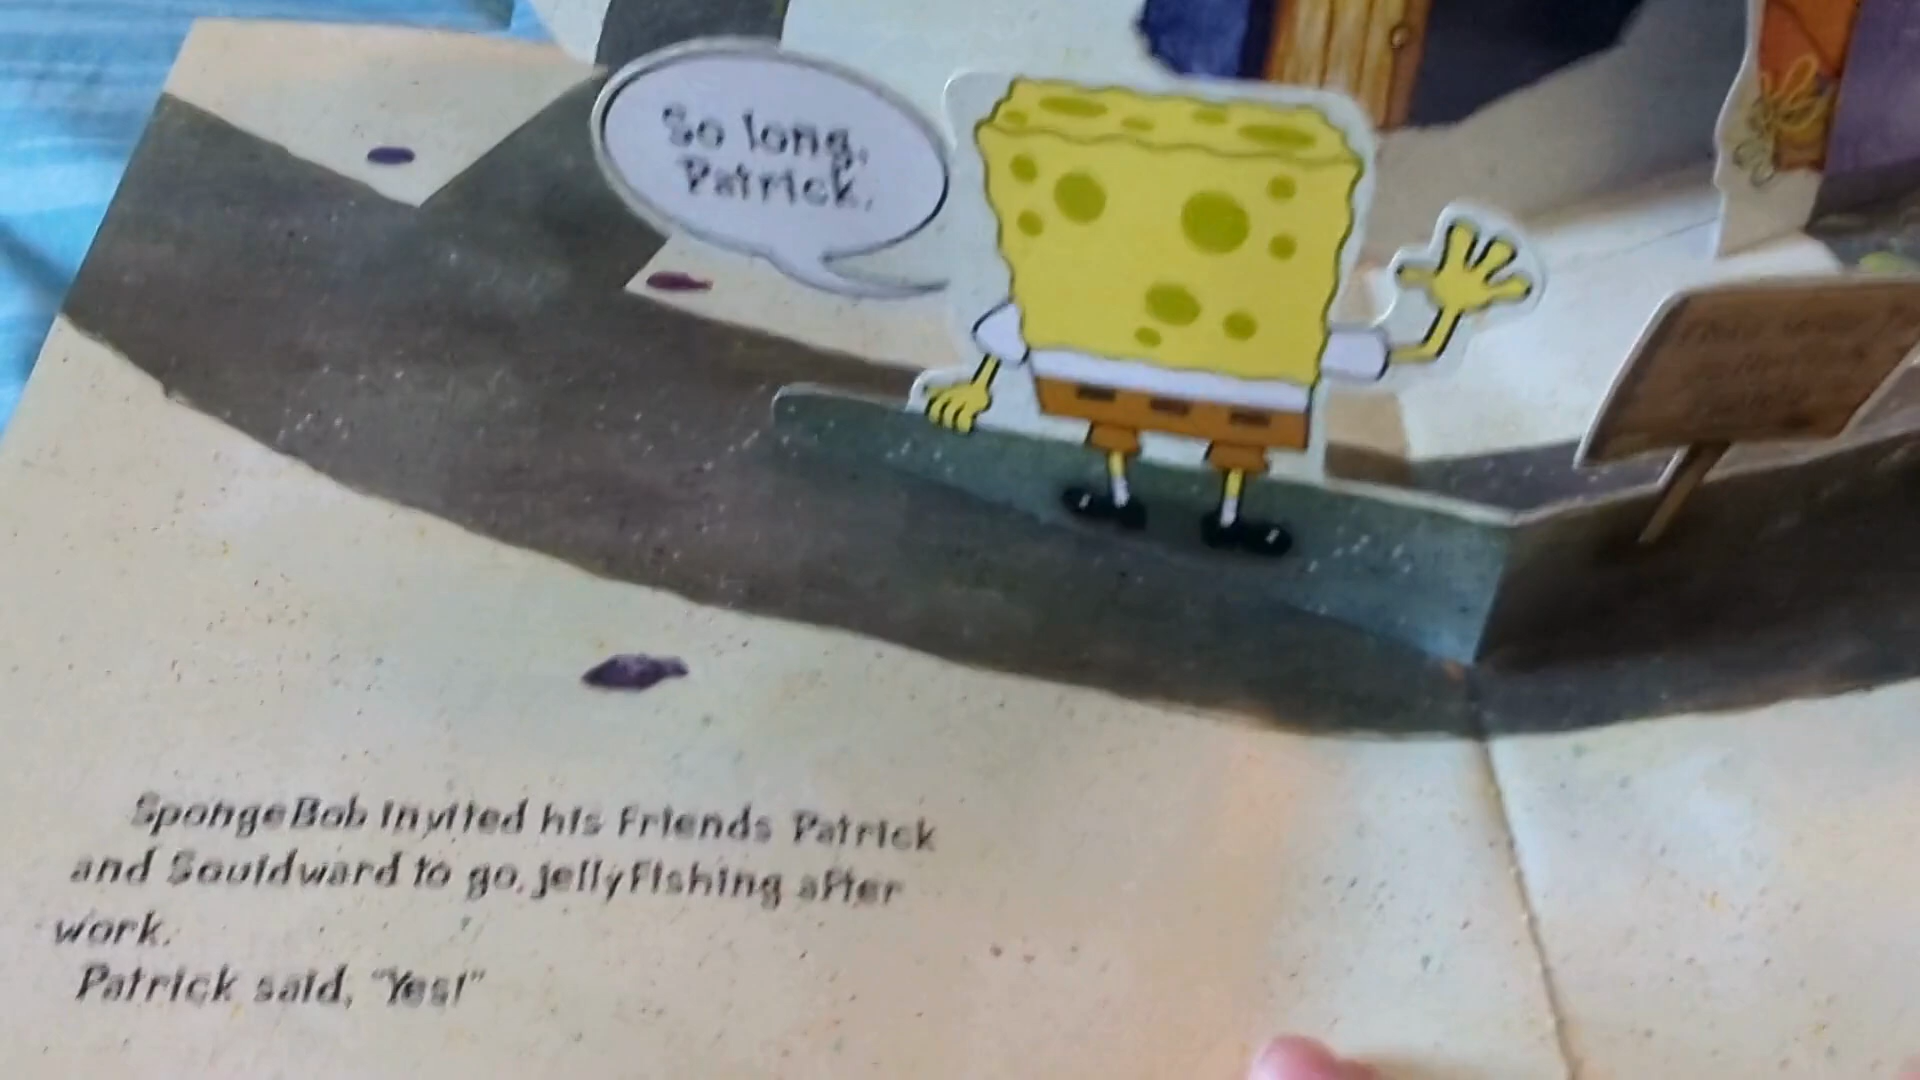 So long,
Patrick.
SpongeBob invited his friends Patrick
and Squidward to go jellyfishing after
work.
Patrick said, "Yes!"